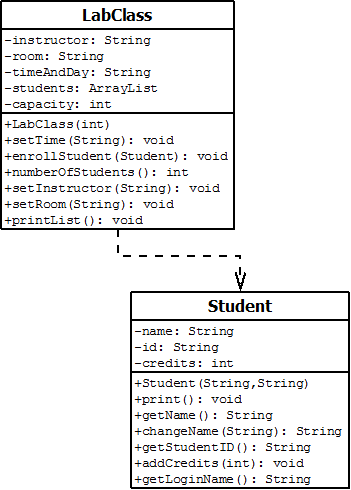 LabClass
-instructor: String
-room: String
-timeAndDay: String
-students: ArrayList
-capacity: int
+LabClass(int)
+setTime(String): void
+enrollStudent(Student): void
+numberOfStudents(): int
+setInstructor(String): void
+setRoom(String): void
+printList(): void
Student
-name: String
-id: String
-credits: int
+Student(String,String)
+print(): void
+getName(): String
+changeName(String): String
+getStudentID(): String
+addCredits(int): void
+getLoginName(): String